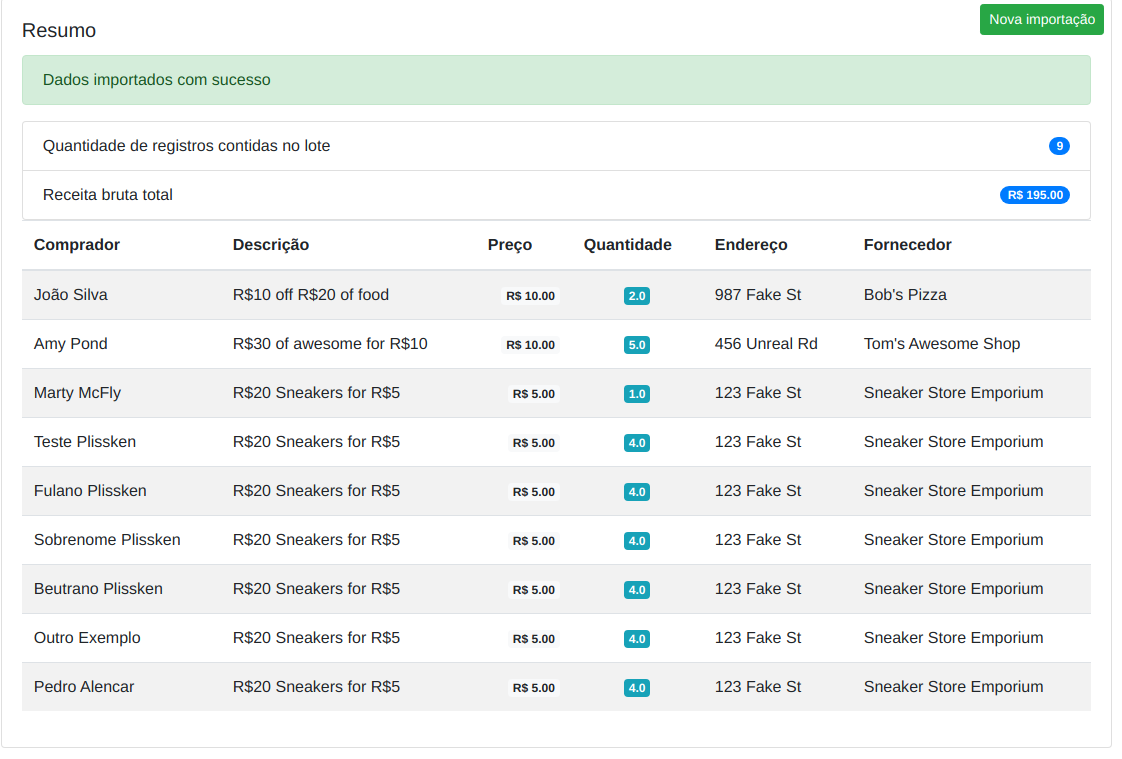 Nova importação
Resumo
Dados importados com sucesso
Quantidade de registros contidas no lote 9
Receita bruta total R$ 195.00
Comprador Descrição Preço Quantidade Endereço Fornecedor
João Silva R$10 off R$20 of food R$ 10.00 2.0 987 Fake St Bob's Pizza
Amy Pond R$30 of awesome for R$10 R$ 10.00 5.0 456 Unreal Rd Tom's Awesome Shop
Marty McFly R$20 Sneakers for R$5 R$ 5.00 1.0 123 Fake St Sneaker Store Emporium
Teste Plissken R$20 Sneakers for R$5 R$ 5.00 4.0 123 Fake St Sneaker Store Emporium
Fulano Plissken R$20 Sneakers for R$5 R$ 5.00 4.0 123 Fake St Sneaker Store Emporium
Sobrenome Plissken R$20 Sneakers for R$5 R$ 5.00 4.0 123 Fake St Sneaker Store Emporium
Beutrano Plissken R$20 Sneakers for R$5 R$ 5.00 4.0 123 Fake St Sneaker Store Emporium
Outro Exemplo R$20 Sneakers for R$5 R$ 5.00 4.0 123 Fake St Sneaker Store Emporium
Pedro Alencar R$20 Sneakers for R$5 R$ 5.00 4.0 123 Fake St Sneaker Store Emporium